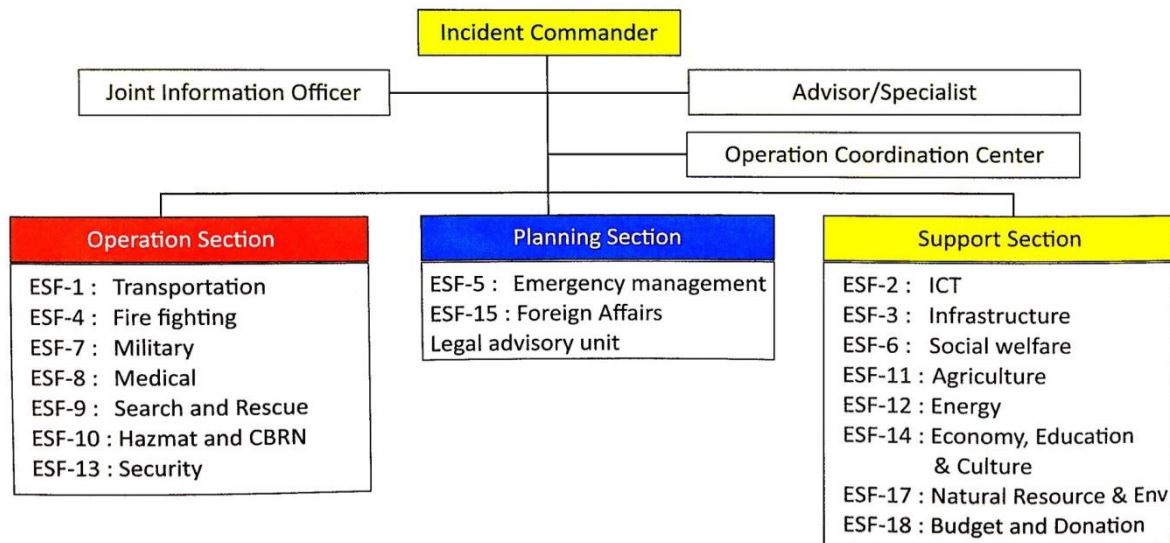 Incident Commander
Joint Information Officer
Advisor/Specialist
Operation Coordination Center
Operation Section
ESF-1 : Transportation
ESF-4 : Fire fighting
ESF-7 : Military
ESF-8 : Medical
ESF-9 : Search and Rescue
ESF-10 : Hazmat and CBRN
ESF-13 : Security
Planning Section
ESF-5 : Emergency management
ESF-15 : Foreign Affairs
Legal advisory unit
Support Section
ESF-2 : ICT
ESF-3 : Infrastructure
ESF-6 : Social welfare
ESF-11 : Agriculture
ESF-12 : Energy
ESF-14 : Economy, Education
& Culture
ESF-17 : Natural Resource & Env
ESF-18 : Budget and Donation